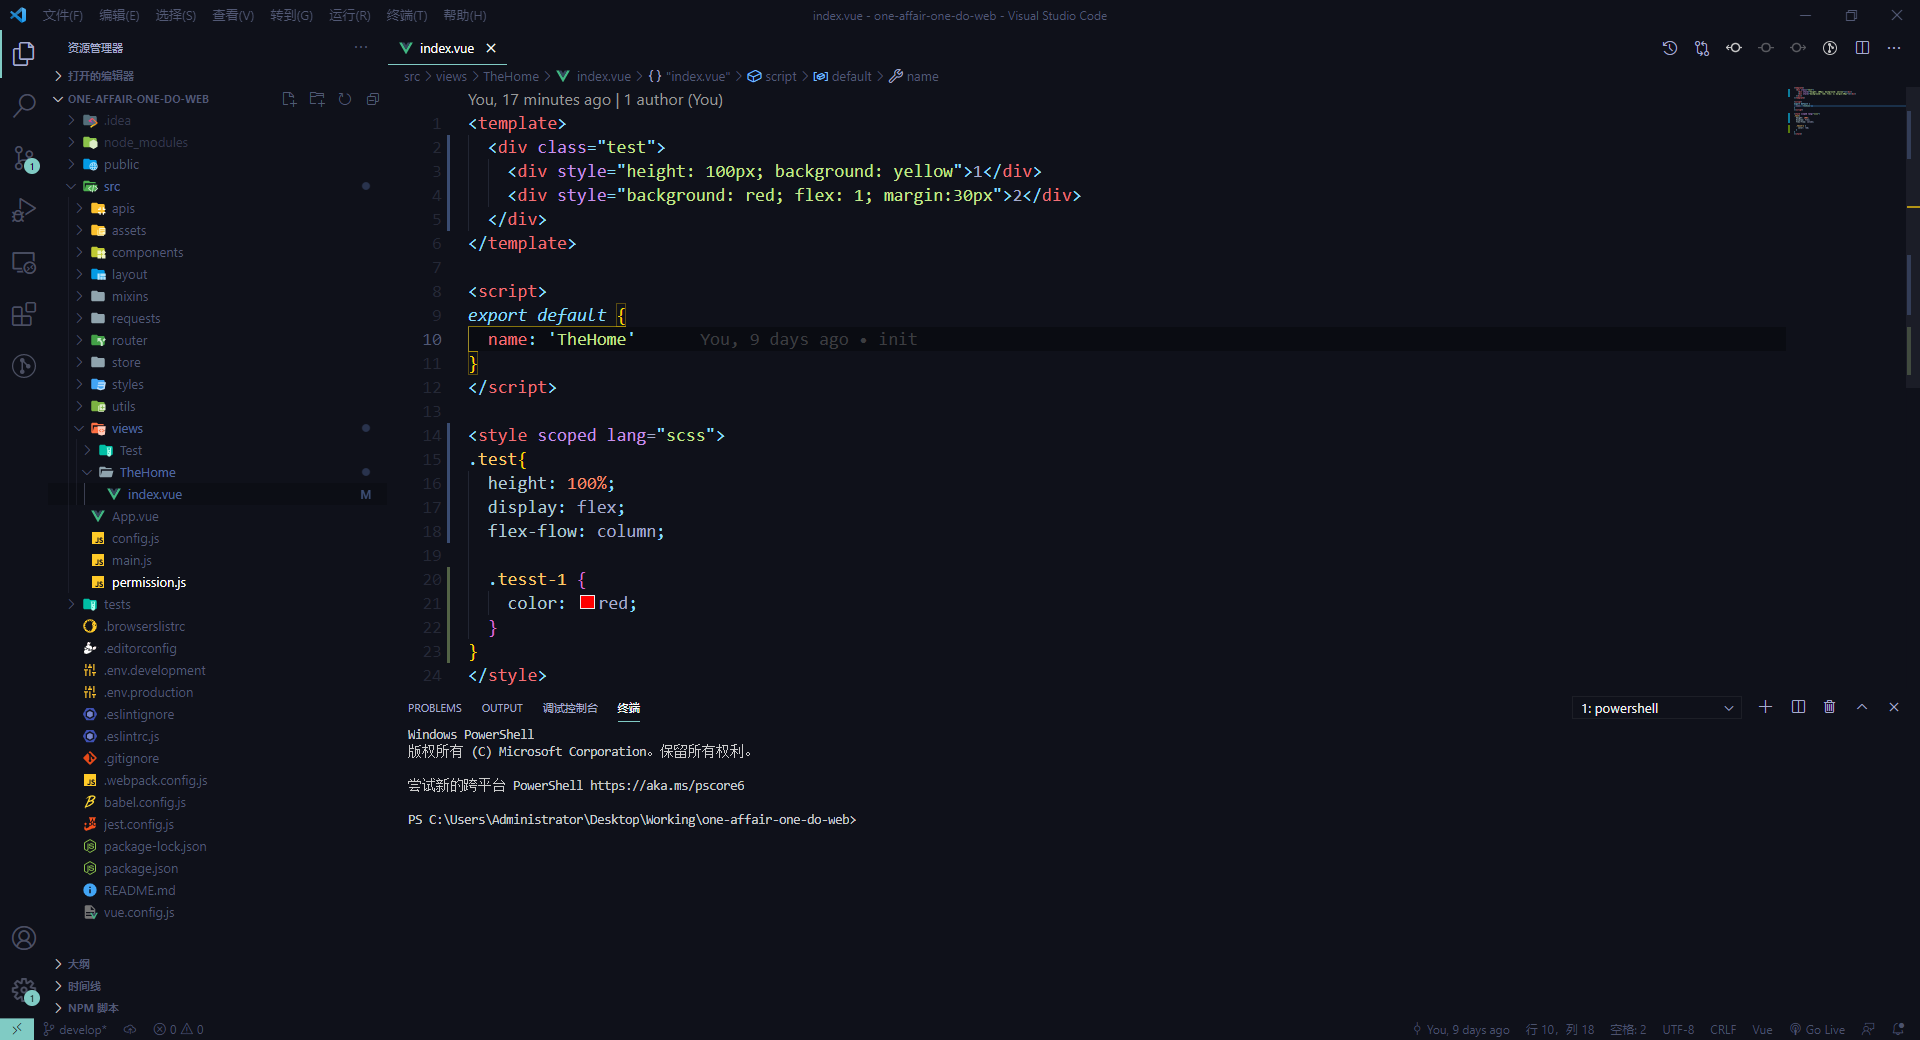 文件(F) 编辑(E) 选择(S) 查看(V) 转到(G) 运行(R) 终端(T) 帮助(H)
index.vue - one-affair-one-do-web - Visual Studio Code
资源管理器
打开的编辑器
ONE-AFFAIR-ONE-DO-WEB
.idea
node_modules
public
src
apis
assets
components
layout
mixins
requests
router
store
styles
utils
views
Test
TheHome
index.vue M
App.vue
config.js
main.js
permission.js
tests
.browserslistrc
.editorconfig
.env.development
.env.production
.eslintignore
.eslintrc.js
.gitignore
.webpack.config.js
babel.config.js
jest.config.js
package-lock.json
package.json
README.md
vue.config.js
大纲
时间线
NPM 脚本
1
1
index.vue
src > views > TheHome > index.vue > {} "index.vue" > script > default > name
You, 17 minutes ago | 1 author (You)
1 <template>
2 <div class="test">
3 <div style="height: 100px; background: yellow">1</div>
4 <div style="background: red; flex: 1; margin:30px">2</div>
5 </div>
6 </template>
7
8 <script>
9 export default {
10 name: 'TheHome' You, 9 days ago • init
11 }
12 </script>
13
14 <style scoped lang="scss">
15 .test{
16 height: 100%;
17 display: flex;
18 flex-flow: column;
19
20 .tesst-1 {
21 color: red;
22 }
23 }
24 </style>
PROBLEMS OUTPUT 调试控制台 终端
1: powershell
Windows PowerShell
版权所有 (C) Microsoft Corporation。保留所有权利。
尝试新的跨平台 PowerShell https://aka.ms/pscore6
PS C:\Users\Administrator\Desktop\Working\one-affair-one-do-web>
develop* 0 0
You, 9 days ago 行 10，列 18 空格: 2 UTF-8 CRLF Vue Go Live